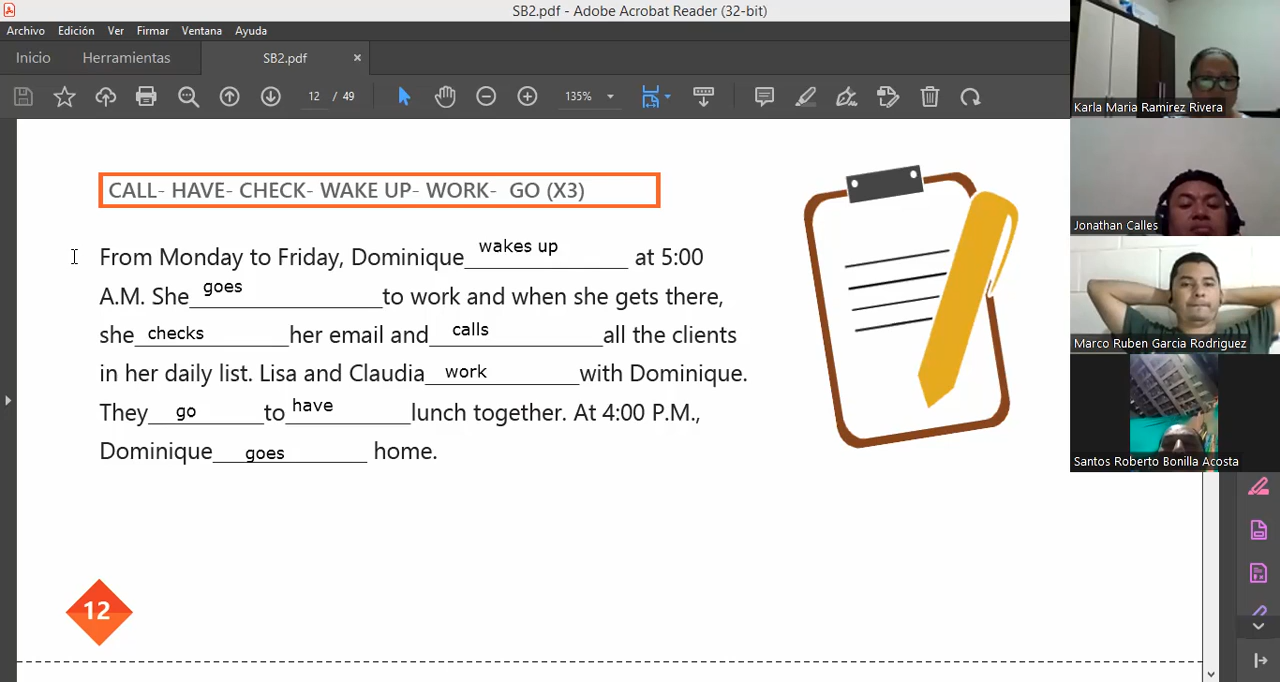 SB2.pdf - Adobe Acrobat Reader (32-bit)
Archivo Edición Ver Firmar Ventana Ayuda
Inicio Herramientas SB2.pdf ×
12 / 49 135%
CALL- HAVE- CHECK- WAKE UP- WORK- GO (X3)
From Monday to Friday, Dominique wakes up at 5:00
A.M. She goes to work and when she gets there,
she checks her email and calls all the clients
in her daily list. Lisa and Claudia work with Dominique.
They go to have lunch together. At 4:00 P.M.,
Dominique goes home.
12
Karla Maria Ramirez Rivera
Jonathan Calles
Marco Ruben Garcia Rodriguez
Santos Roberto Bonilla Acosta